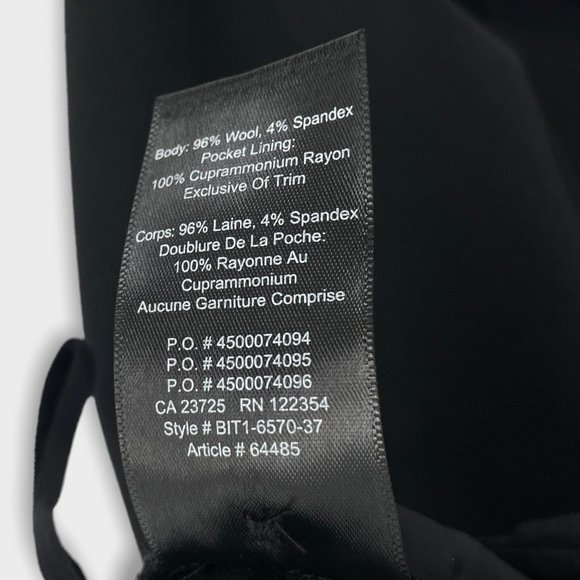 Body: 96% Wool, 4% Spandex
Pocket Lining:
100% Cuprammonium Rayon
Exclusive Of Trim
Corps: 96% Laine, 4% Spandex
Doublure De La Poche:
100% Rayonne Au
Cuprammonium
Aucune Garniture Comprise
P.O. # 4500074094
P.O. # 4500074095
P.O. # 4500074096
CA 23725 RN 122354
Style # BIT1-6570-37
Article # 64485